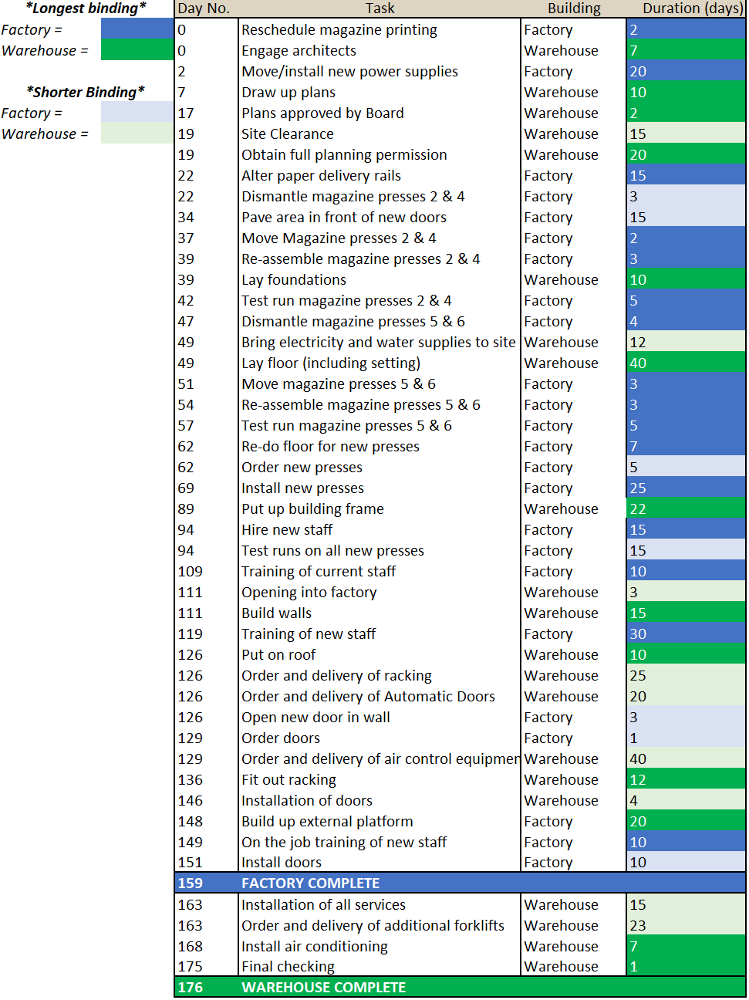 *Longest binding*
Factory =
Warehouse =
*Shorter Binding*
Factory =
Warehouse =
Day No. Task Building Duration (days)
0 Reschedule magazine printing Factory 2
0 Engage architects Warehouse 7
2 Move/install new power supplies Factory 20
7 Draw up plans Warehouse 10
17 Plans approved by Board Warehouse 2
19 Site Clearance Warehouse 15
19 Obtain full planning permission Warehouse 20
22 Alter paper delivery rails Factory 15
22 Dismantle magazine presses 2 & 4 Factory 3
34 Pave area in front of new doors Factory 15
37 Move Magazine presses 2 & 4 Factory 2
39 Re-assemble magazine presses 2 & 4 Factory 3
39 Lay foundations Warehouse 10
42 Test run magazine presses 2 & 4 Factory 5
47 Dismantle magazine presses 5 & 6 Factory 4
49 Bring electricity and water supplies to site Warehouse 12
49 Lay floor (including setting) Warehouse 40
51 Move magazine presses 5 & 6 Factory 3
54 Re-assemble magazine presses 5 & 6 Factory 3
57 Test run magazine presses 5 & 6 Factory 5
62 Re-do floor for new presses Factory 7
62 Order new presses Factory 5
69 Install new presses Factory 25
89 Put up building frame Warehouse 22
94 Hire new staff Factory 15
94 Test runs on all new presses Factory 15
109 Training of current staff Factory 10
111 Opening into factory Warehouse 3
111 Build walls Warehouse 15
119 Training of new staff Factory 30
126 Put on roof Warehouse 10
126 Order and delivery of racking Warehouse 25
126 Order and delivery of Automatic Doors Warehouse 20
126 Open new door in wall Factory 3
129 Order doors Factory 1
129 Order and delivery of air control equipmen Warehouse 40
136 Fit out racking Warehouse 12
146 Installation of doors Warehouse 4
148 Build up external platform Factory 20
149 On the job training of new staff Factory 10
151 Install doors Factory 10
159 FACTORY COMPLETE
163 Installation of all services Warehouse 15
163 Order and delivery of additional forklifts Warehouse 23
168 Install air conditioning Warehouse 7
175 Final checking Warehouse 1
176 WAREHOUSE COMPLETE